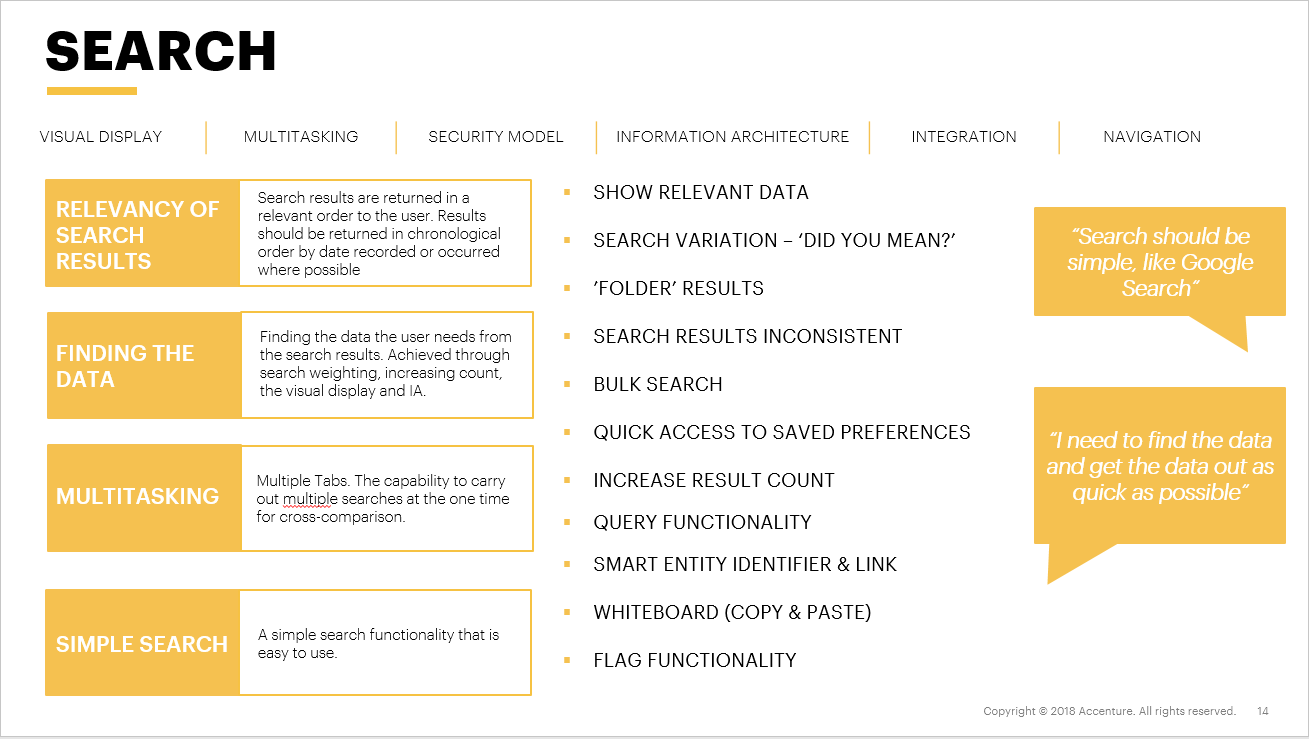 SEARCH
VISUAL DISPLAY
MULTITASKING
SECURITY MODEL
INFORMATION ARCHITECTURE
INTEGRATION
NAVIGATION
RELEVANCY OF
SEARCH
RESULTS
Search results are returned in a
relevant order to the user. Results
should be returned in chronological
order by date recorded or occurred
where possible
FINDING THE
DATA
Finding the data the user needs from
the search results. Achieved through
search weighting, increasing count,
the visual display and IA.
MULTITASKING
Multiple Tabs. The capability to carry
out multiple searches at the one time
for cross-comparison.
SIMPLE SEARCH
A simple search functionality that is
easy to use.
▪ SHOW RELEVANT DATA
▪ SEARCH VARIATION – ‘DID YOU MEAN?’
▪ ’FOLDER’ RESULTS
▪ SEARCH RESULTS INCONSISTENT
▪ BULK SEARCH
▪ QUICK ACCESS TO SAVED PREFERENCES
▪ INCREASE RESULT COUNT
▪ QUERY FUNCTIONALITY
▪ SMART ENTITY IDENTIFIER & LINK
▪ WHITEBOARD (COPY & PASTE)
▪ FLAG FUNCTIONALITY
“Search should be
simple, like Google
Search”
“I need to find the data
and get the data out as
quick as possible”
Copyright © 2018 Accenture. All rights reserved. 14